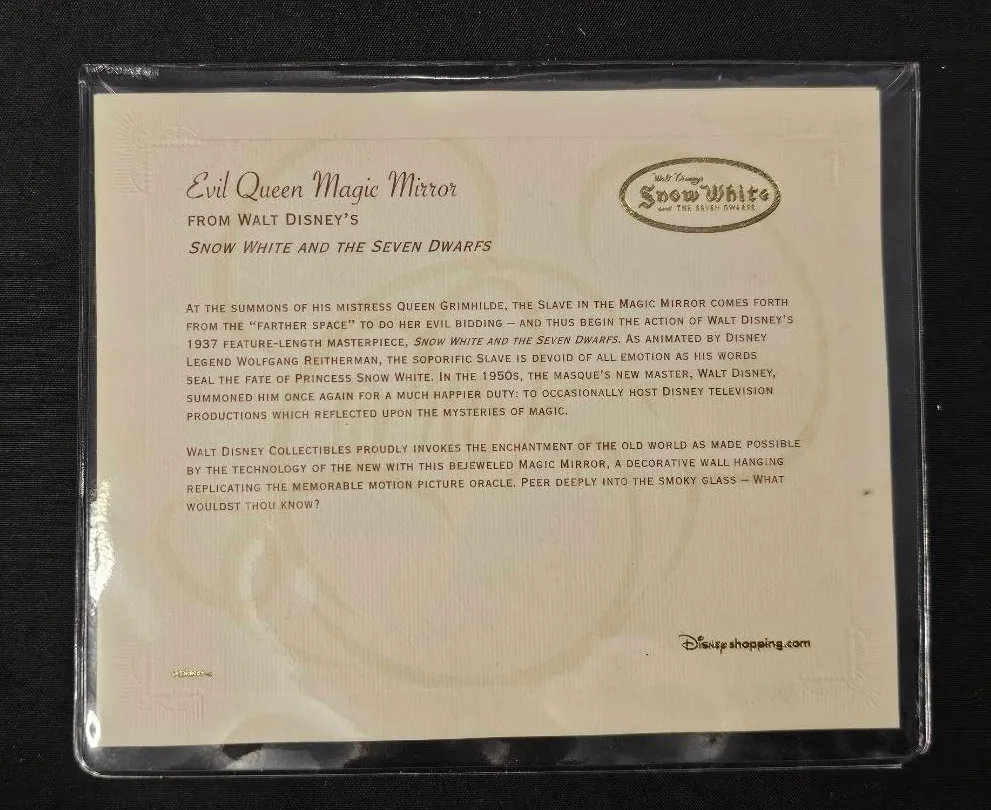 Evil Queen Magic Mirror
FROM WALT DISNEY'S
SNOW WHITE AND THE SEVEN DWARFS
Walt Disney's
Snow White
and THE SEVEN DWARFS
AT THE SUMMONS OF HIS MISTRESS QUEEN GRIMHILDE, THE SLAVE IN THE MAGIC MIRROR COMES FORTH
FROM THE "FARTHER SPACE" TO DO HER EVIL BIDDING — AND THUS BEGIN THE ACTION OF WALT DISNEY'S
1937 FEATURE-LENGTH MASTERPIECE, SNOW WHITE AND THE SEVEN DWARFS. AS ANIMATED BY DISNEY
LEGEND WOLFGANG REITHERMAN, THE SOPORIFIC SLAVE IS DEVOID OF ALL EMOTION AS HIS WORDS
SEAL THE FATE OF PRINCESS SNOW WHITE. IN THE 1950S, THE MASQUE'S NEW MASTER, WALT DISNEY,
SUMMONED HIM ONCE AGAIN FOR A MUCH HAPPIER DUTY: TO OCCASIONALLY HOST DISNEY TELEVISION
PRODUCTIONS WHICH REFLECTED UPON THE MYSTERIES OF MAGIC.
WALT DISNEY COLLECTIBLES PROUDLY INVOKES THE ENCHANTMENT OF THE OLD WORLD AS MADE POSSIBLE
BY THE TECHNOLOGY OF THE NEW WITH THIS BEJEWELED MAGIC MIRROR, A DECORATIVE WALL HANGING
REPLICATING THE MEMORABLE MOTION PICTURE ORACLE. PEER DEEPLY INTO THE SMOKY GLASS — WHAT
WOULDST THOU KNOW?
Disneyshopping.com